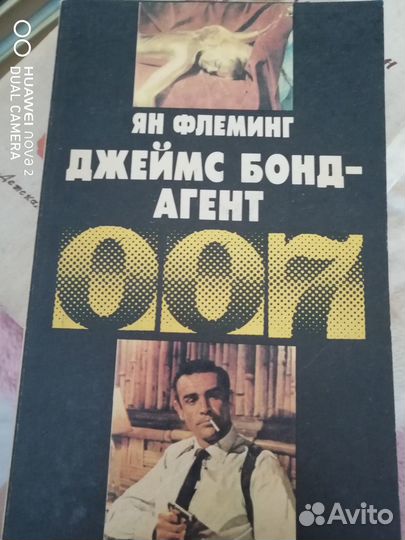 HUAWEI nova 2
DUAL CAMERA
ЯН ФЛЕМИНГ
ДЖЕЙМС БОНД-
АГЕНТ
007
Avito